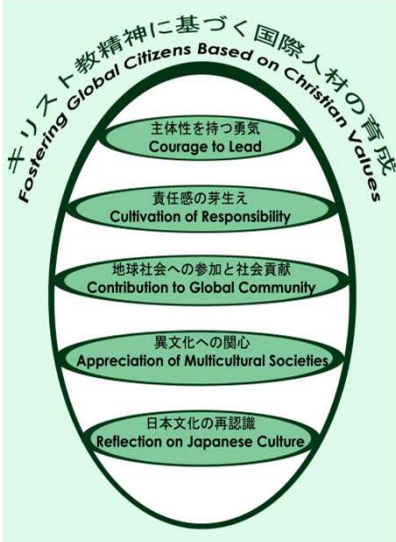 キリスト教精神に基づく国際人材の育成
Fostering Global Citizens Based on Christian Values
主体性を持つ勇気
Courage to Lead
責任感の芽生え
Cultivation of Responsibility
地球社会への参加と社会貢献
Contribution to Global Community
異文化への関心
Appreciation of Multicultural Societies
日本文化の再認識
Reflection on Japanese Culture